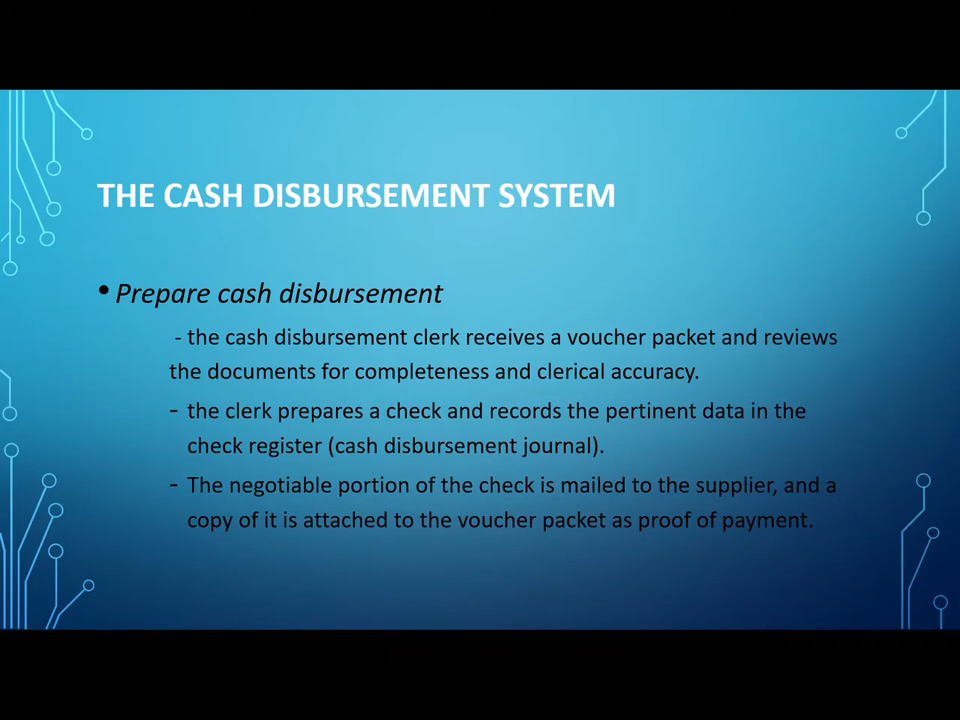 THE CASH DISBURSEMENT SYSTEM
• Prepare cash disbursement
- the cash disbursement clerk receives a voucher packet and reviews
the documents for completeness and clerical accuracy.
- the clerk prepares a check and records the pertinent data in the
check register (cash disbursement journal).
- The negotiable portion of the check is mailed to the supplier, and a
copy of it is attached to the voucher packet as proof of payment.